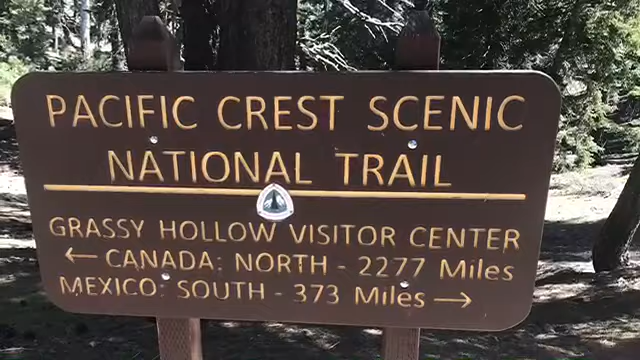 PACIFIC CREST SCENIC
NATIONAL TRAIL
GRASSY HOLLOW VISITOR CENTER
← CANADA: NORTH - 2277 Miles
MEXICO: SOUTH - 373 Miles →